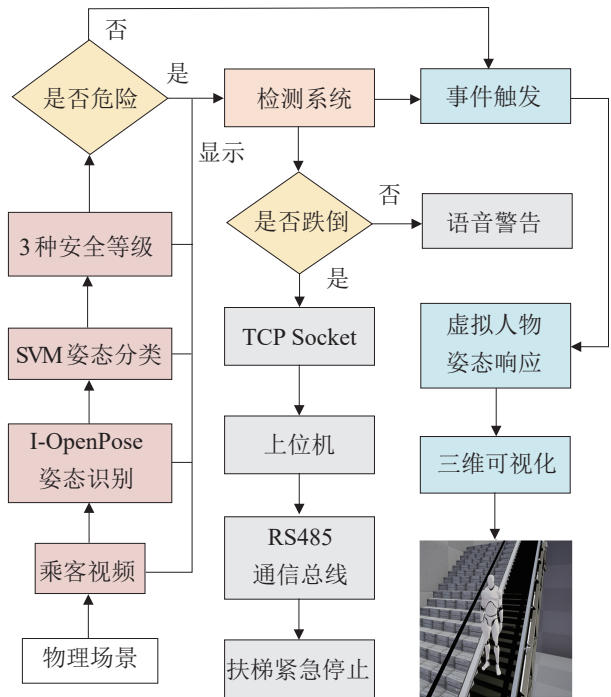 否
是否危险
是
检测系统
事件触发
显示
3种安全等级
是否跌倒
否
语音警告
是
SVM姿态分类
TCP Socket
虚拟人物
姿态响应
I-OpenPose
姿态识别
上位机
三维可视化
乘客视频
RS485
通信总线
物理场景
扶梯紧急停止